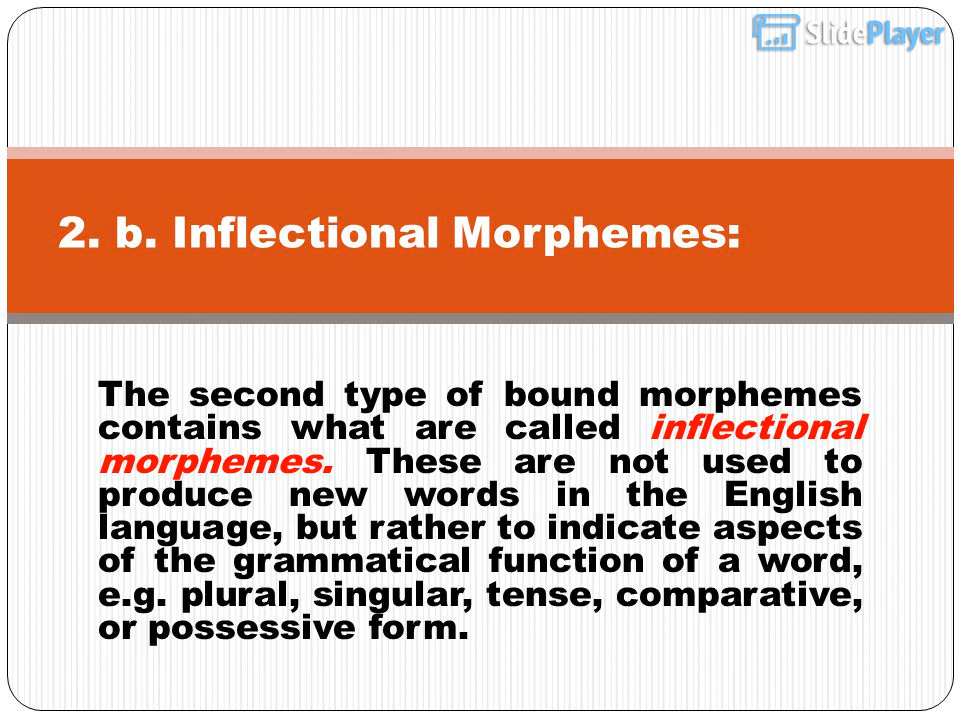 SlidePlayer
2. b. Inflectional Morphemes:
The second type of bound morphemes
contains what are called inflectional
morphemes. These are not used to
produce new words in the English
language, but rather to indicate aspects
of the grammatical function of a word,
e.g. plural, singular, tense, comparative,
or possessive form.